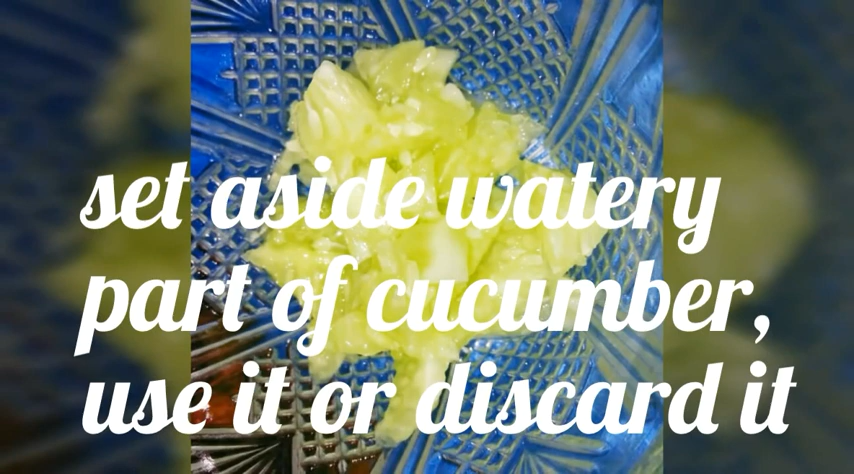 set aside watery
part of cucumber,
use it or discard it